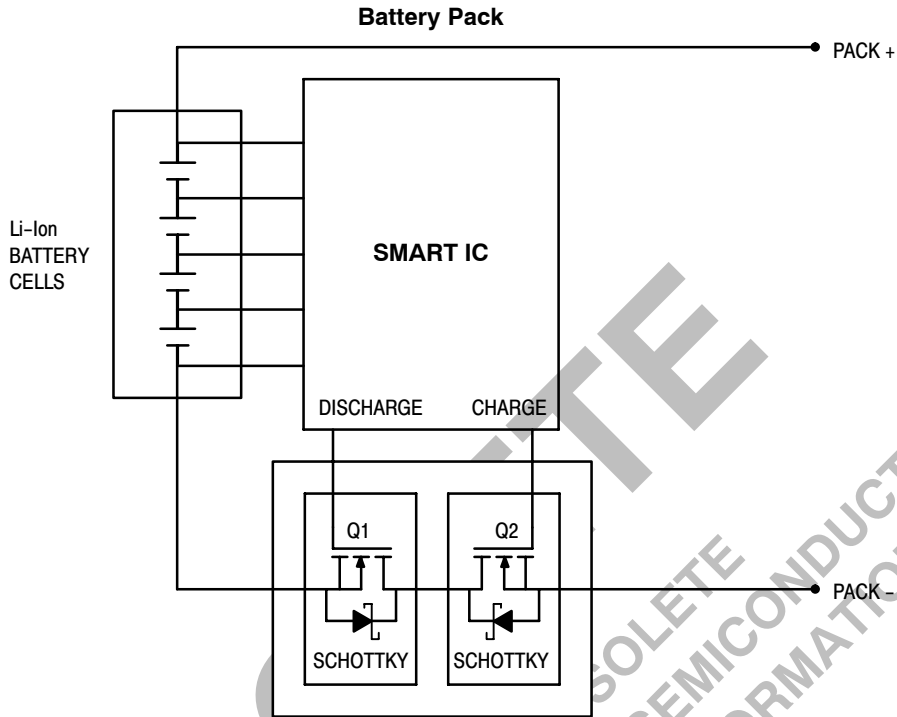 Battery Pack
PACK +
Li–Ion
BATTERY
CELLS
SMART IC
DISCHARGE CHARGE
Q1 Q2
PACK –
SCHOTTKY SCHOTTKY